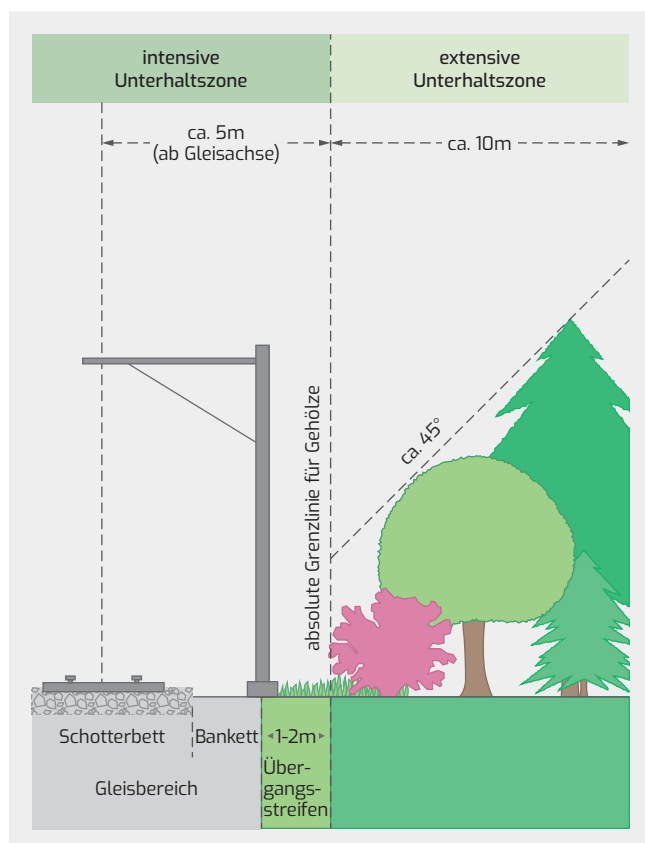 intensive
Unterhaltszone
extensive
Unterhaltszone
ca. 5m
(ab Gleisachse)
ca. 10m
absolute Grenzlinie für Gehölze
ca. 45°
Schotterbett
Bankett
1-2m
Gleisbereich
Über-
gangs-
streifen